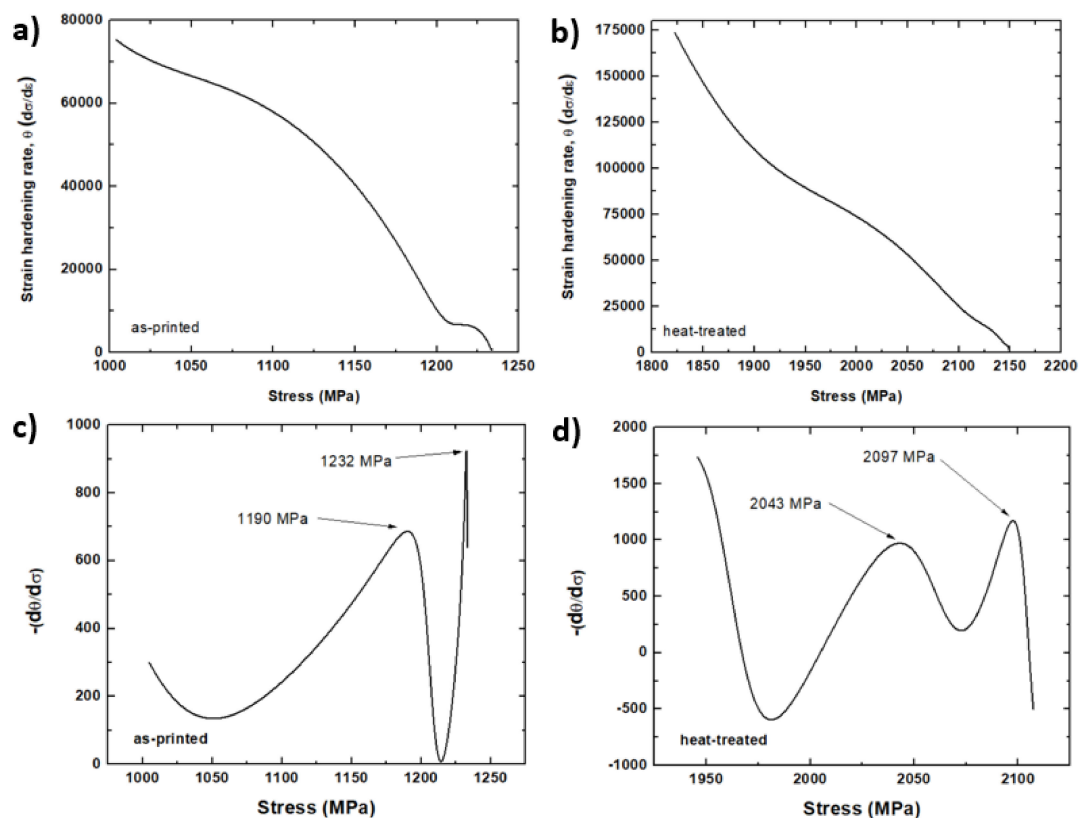 a)
Strain hardening rate, θ (dσ/dε)
80000
60000
40000
20000
0
as-printed
1000 1050 1100 1150 1200 1250
Stress (MPa)
b)
Strain hardening rate, θ (dσ/dε)
175000
150000
125000
100000
75000
50000
25000
0
heat-treated
1800 1850 1900 1950 2000 2050 2100 2150 2200
Stress (MPa)
c)
-(dθ/dσ)
1000
800
600
400
200
0
1232 MPa
1190 MPa
as-printed
1000 1050 1100 1150 1200 1250
Stress (MPa)
d)
-(dθ/dσ)
2000
1500
1000
500
0
-500
-1000
2097 MPa
2043 MPa
heat-treated
1950 2000 2050 2100
Stress (MPa)